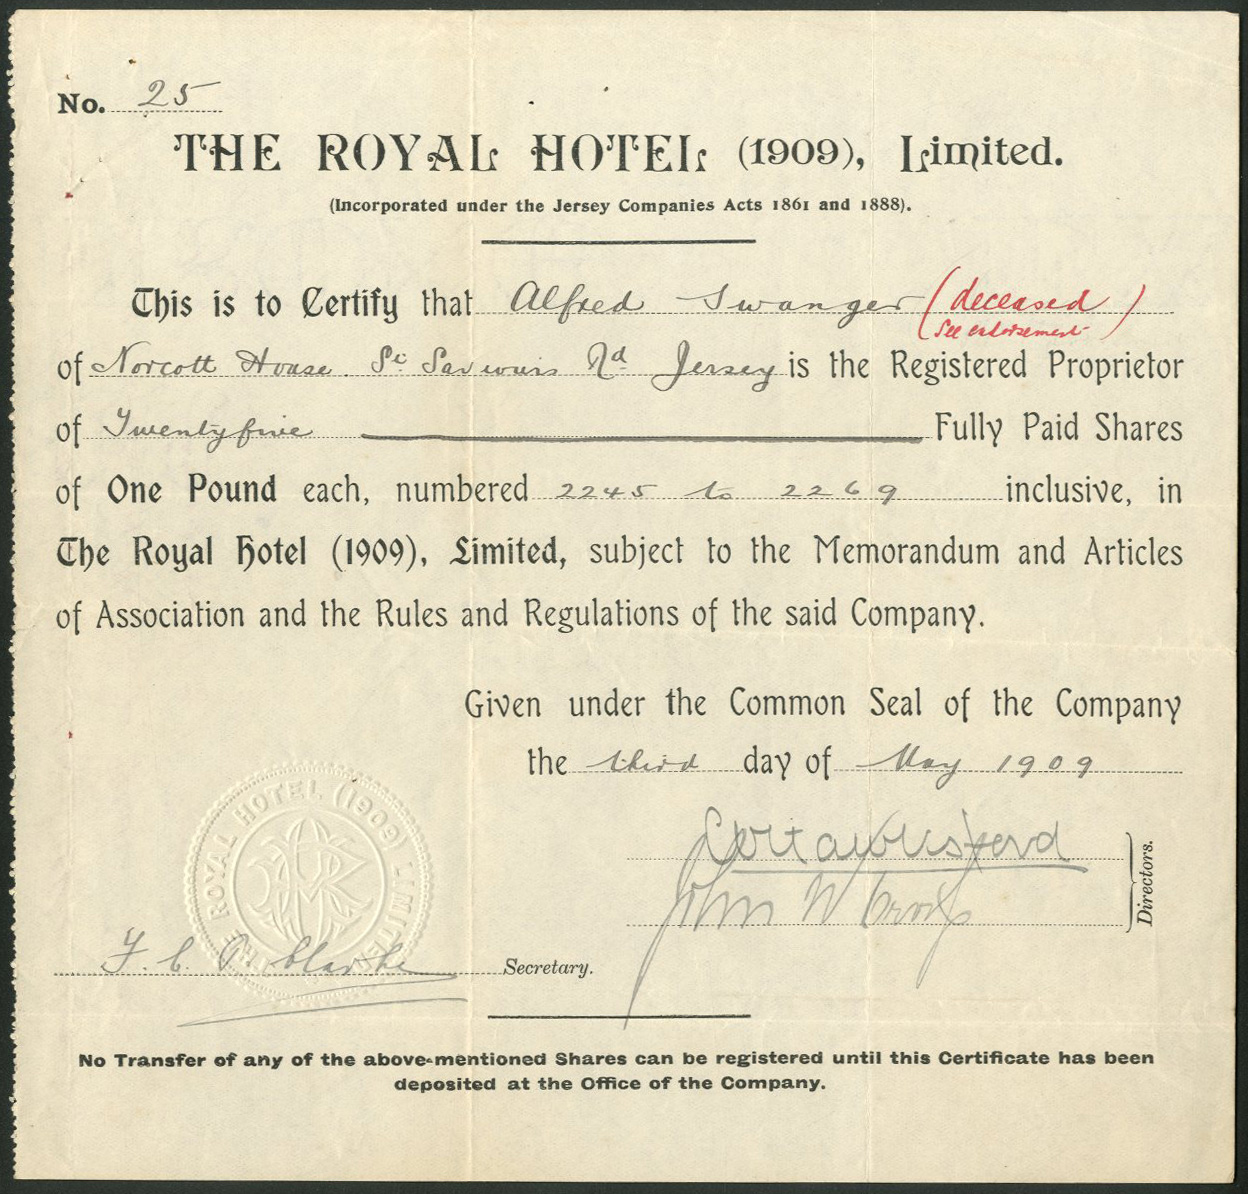 No. 25
THE ROYAL HOTEL (1909), Limited.
(Incorporated under the Jersey Companies Acts 1861 and 1888).
This is to Certify that Alfred Swanger (deceased)
(See endorsement
of Norcott House. St Saviours Rd Jersey is the Registered Proprietor
of Twentyfive Fully Paid Shares
of One Pound each, numbered 2245 to 2269 inclusive, in
The Royal Hotel (1909), Limited, subject to the Memorandum and Articles
of Association and the Rules and Regulations of the said Company.
Given under the Common Seal of the Company
the third day of May 1909
John W
Directors.
THE ROYAL HOTEL (1909) LIMITED
F. C. Clarke Secretary.
No Transfer of any of the above-mentioned Shares can be registered until this Certificate has been
deposited at the Office of the Company.